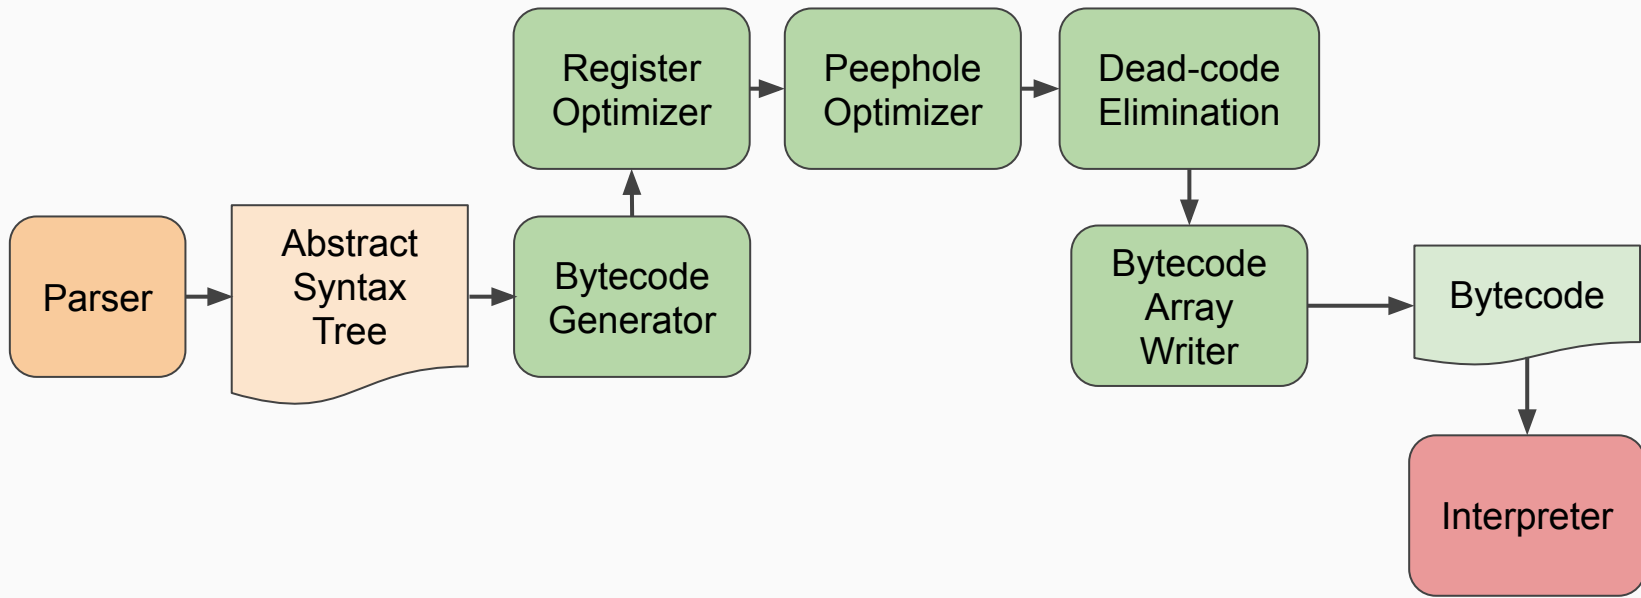 Register
Optimizer
Peephole
Optimizer
Dead-code
Elimination
Parser
Abstract
Syntax
Tree
Bytecode
Generator
Bytecode
Array
Writer
Bytecode
Interpreter